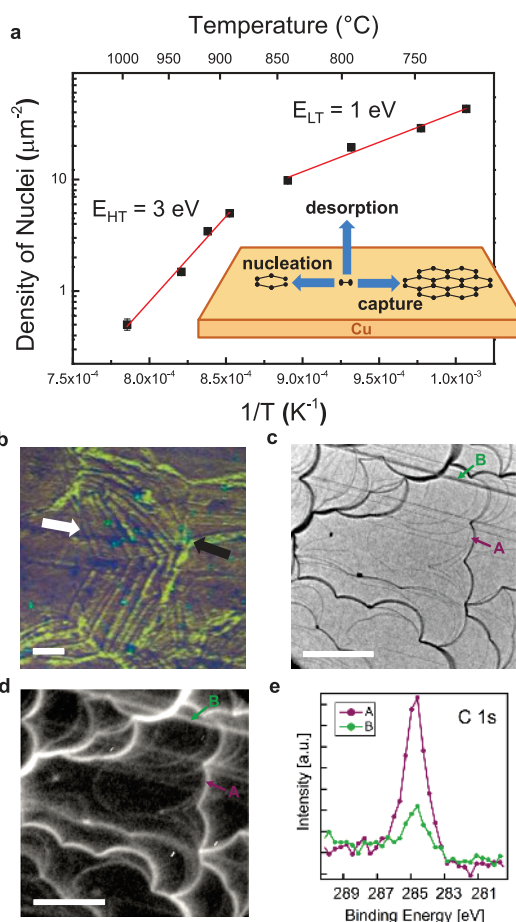 Temperature (°C)
a
1000 950 900 850 800 750
Density of Nuclei (μm⁻²)
10
1
E_LT = 1 eV
E_HT = 3 eV
desorption
nucleation
capture
Cu
7.5x10⁻⁴ 8.0x10⁻⁴ 8.5x10⁻⁴ 9.0x10⁻⁴ 9.5x10⁻⁴ 1.0x10⁻³
1/T (K⁻¹)
b
c
B
A
d
B
A
e
A
B
C 1s
Intensity [a.u.]
289 287 285 283 281
Binding Energy [eV]